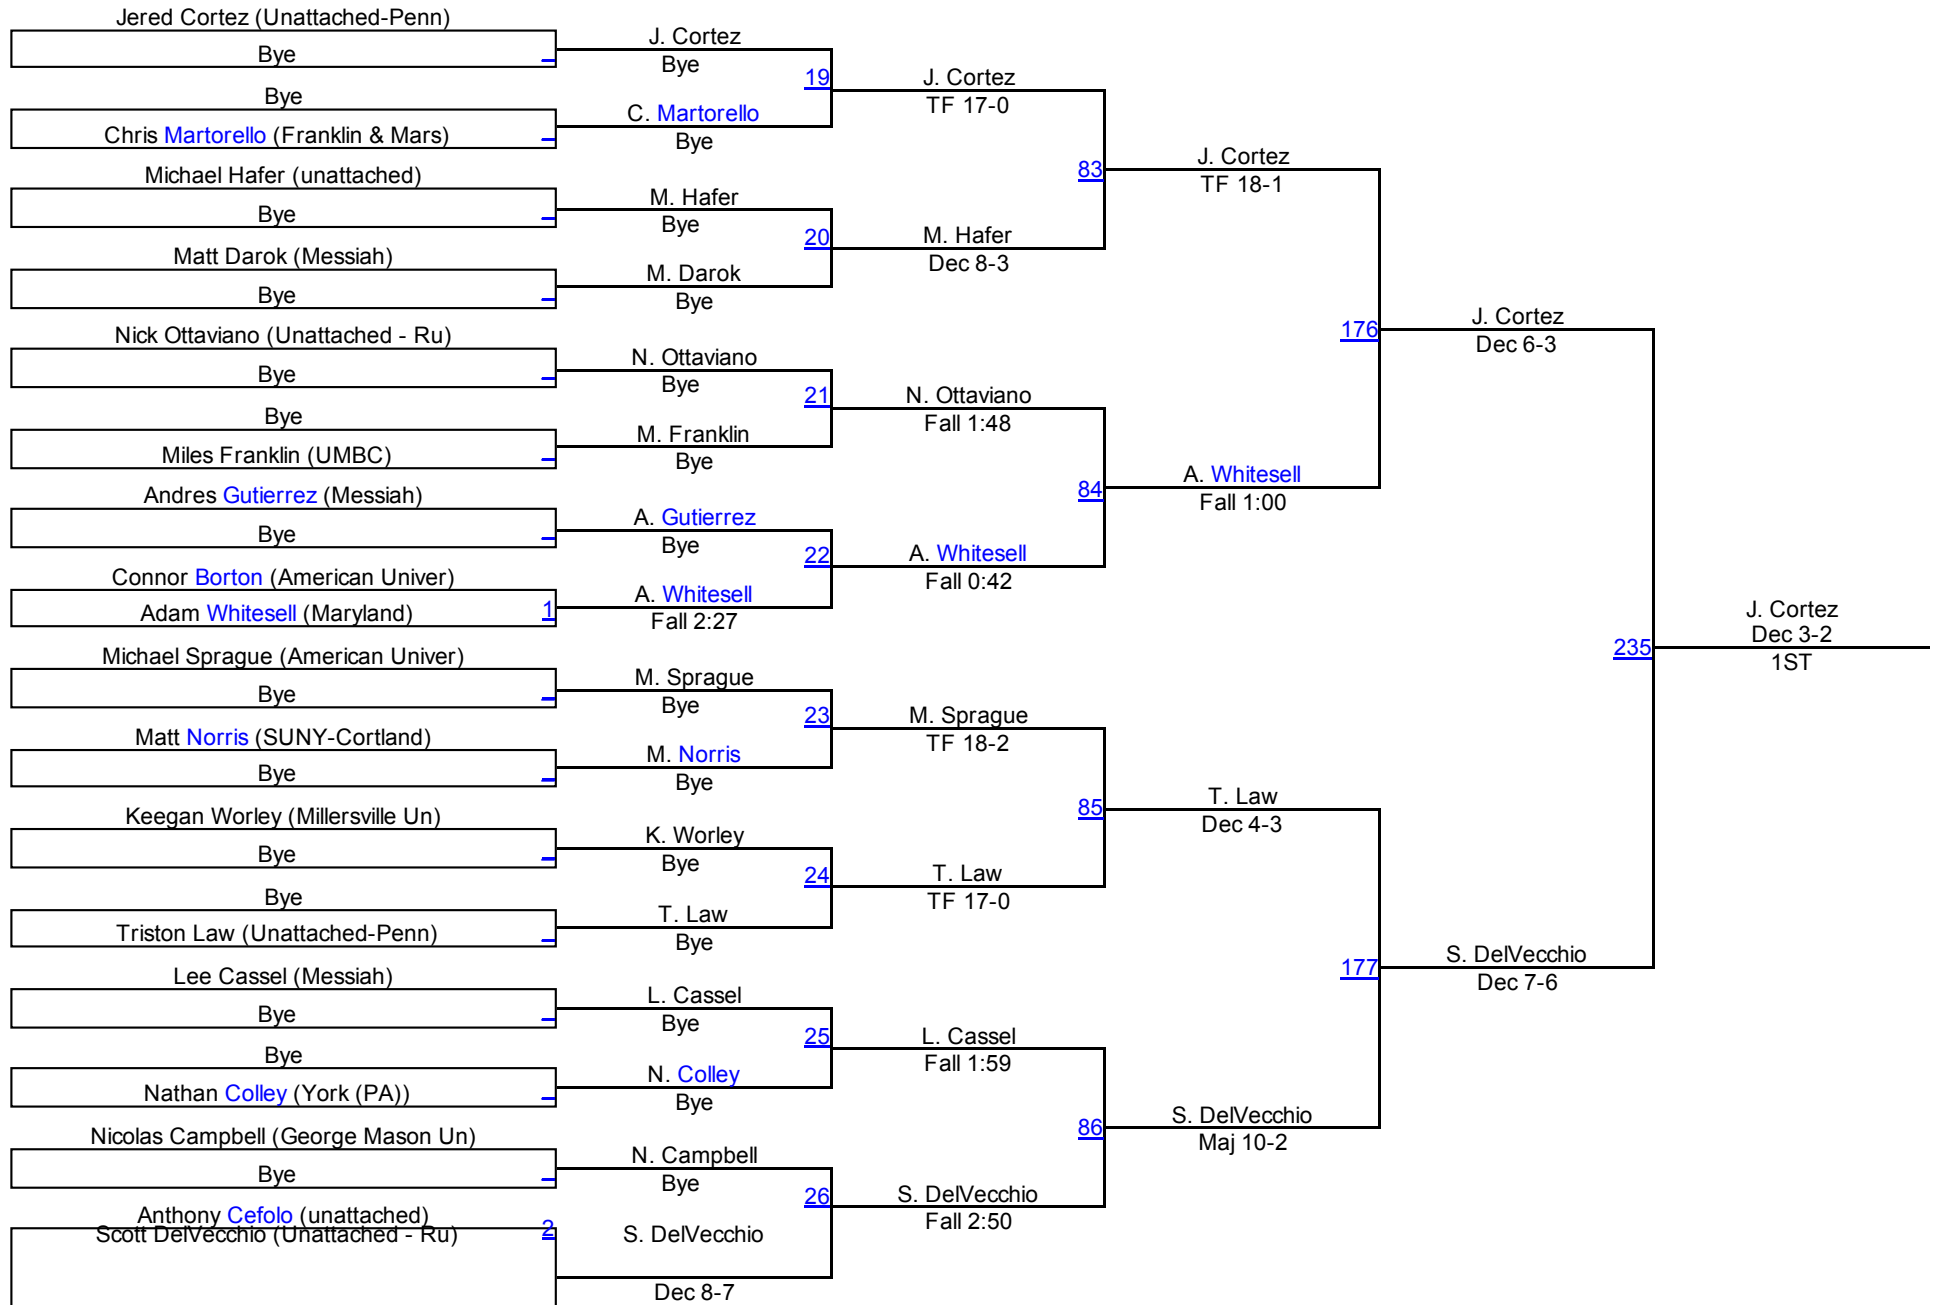 Jered Cortez (Unattached-Penn)
Bye
Bye
Chris Martorello (Franklin & Mars)
Michael Hafer (unattached)
Bye
Matt Darok (Messiah)
Bye
Nick Ottaviano (Unattached - Ru)
Bye
Bye
Miles Franklin (UMBC)
Andres Gutierrez (Messiah)
Bye
Connor Borton (American Univer)
Adam Whitesell (Maryland)
1
Michael Sprague (American Univer)
Bye
Matt Norris (SUNY-Cortland)
Bye
Keegan Worley (Millersville Un)
Bye
Bye
Triston Law (Unattached-Penn)
Lee Cassel (Messiah)
Bye
Bye
Nathan Colley (York (PA))
Nicolas Campbell (George Mason Un)
Bye
Anthony Cefolo (unattached)
Scott DelVecchio (Unattached - Ru)
2
J. Cortez
Bye
19
C. Martorello
Bye
M. Hafer
Bye
20
M. Darok
Bye
N. Ottaviano
Bye
21
M. Franklin
Bye
A. Gutierrez
Bye
22
A. Whitesell
Fall 2:27
M. Sprague
Bye
23
M. Norris
Bye
K. Worley
Bye
24
T. Law
Bye
L. Cassel
Bye
25
N. Colley
Bye
N. Campbell
Bye
26
S. DelVecchio
Dec 8-7
J. Cortez
TF 17-0
83
M. Hafer
Dec 8-3
N. Ottaviano
Fall 1:48
84
A. Whitesell
Fall 0:42
M. Sprague
TF 18-2
85
T. Law
TF 17-0
L. Cassel
Fall 1:59
86
S. DelVecchio
Fall 2:50
J. Cortez
TF 18-1
176
A. Whitesell
Fall 1:00
T. Law
Dec 4-3
177
S. DelVecchio
Maj 10-2
J. Cortez
Dec 6-3
235
S. DelVecchio
Dec 7-6
J. Cortez
Dec 3-2
1ST